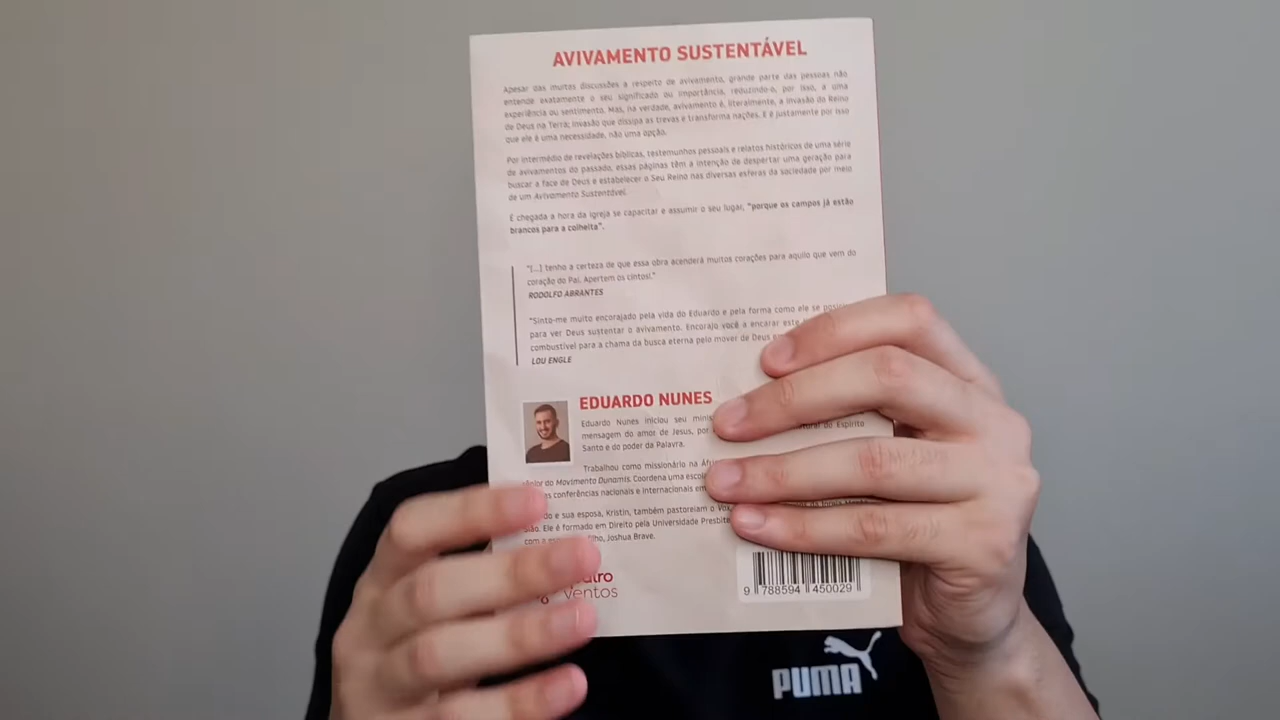 AVIVAMENTO SUSTENTÁVEL
Apesar das muitas discussões a respeito de avivamento, grande parte das pessoas não
entende exatamente o seu significado ou importância, reduzindo-o, por isso, a uma
experiência ou sentimento. Mas, na verdade, avivamento é, literalmente, a invasão do Reino
de Deus na Terra; invasão que dissipa as trevas e transforma nações. E é justamente por isso
que ele é uma necessidade, não uma opção.
Por intermédio de revelações bíblicas, testemunhos pessoais e relatos históricos de uma série
de avivamentos do passado, essas páginas têm a intenção de despertar uma geração para
buscar a face de Deus e estabelecer o Seu Reino nas diversas esferas da sociedade por meio
de um Avivamento Sustentável.
É chegada a hora da igreja se capacitar e assumir o seu lugar, "porque os campos já estão
brancos para a colheita".
"[...] tenho a certeza de que essa obra acenderá muitos corações para aquilo que vem do
coração do Pai. Apertem os cintos!."
RODOLFO ABRANTES
"Sinto-me muito encorajado pela vida do Eduardo e pela forma como ele se
para ver Deus sustentar o avivamento. Encorajo você a encarar este
combustível para a chama da busca eterna pelo mover de Deus
LOU ENGLE
EDUARDO NUNES
Eduardo Nunes iniciou seu
mensagem do amor de Jesus, por do Espírito
Santo e do poder da Palavra.
Trabalhou como missionário na
do Movimento Dunamis. Coordena uma
conferências nacionais e internacionais em
e sua esposa, Kristin, também pastoreiam o
Ele é formado em Direito pela Universidade
com a Joshua Brave.
ventos
9 788594 450029
PUMA